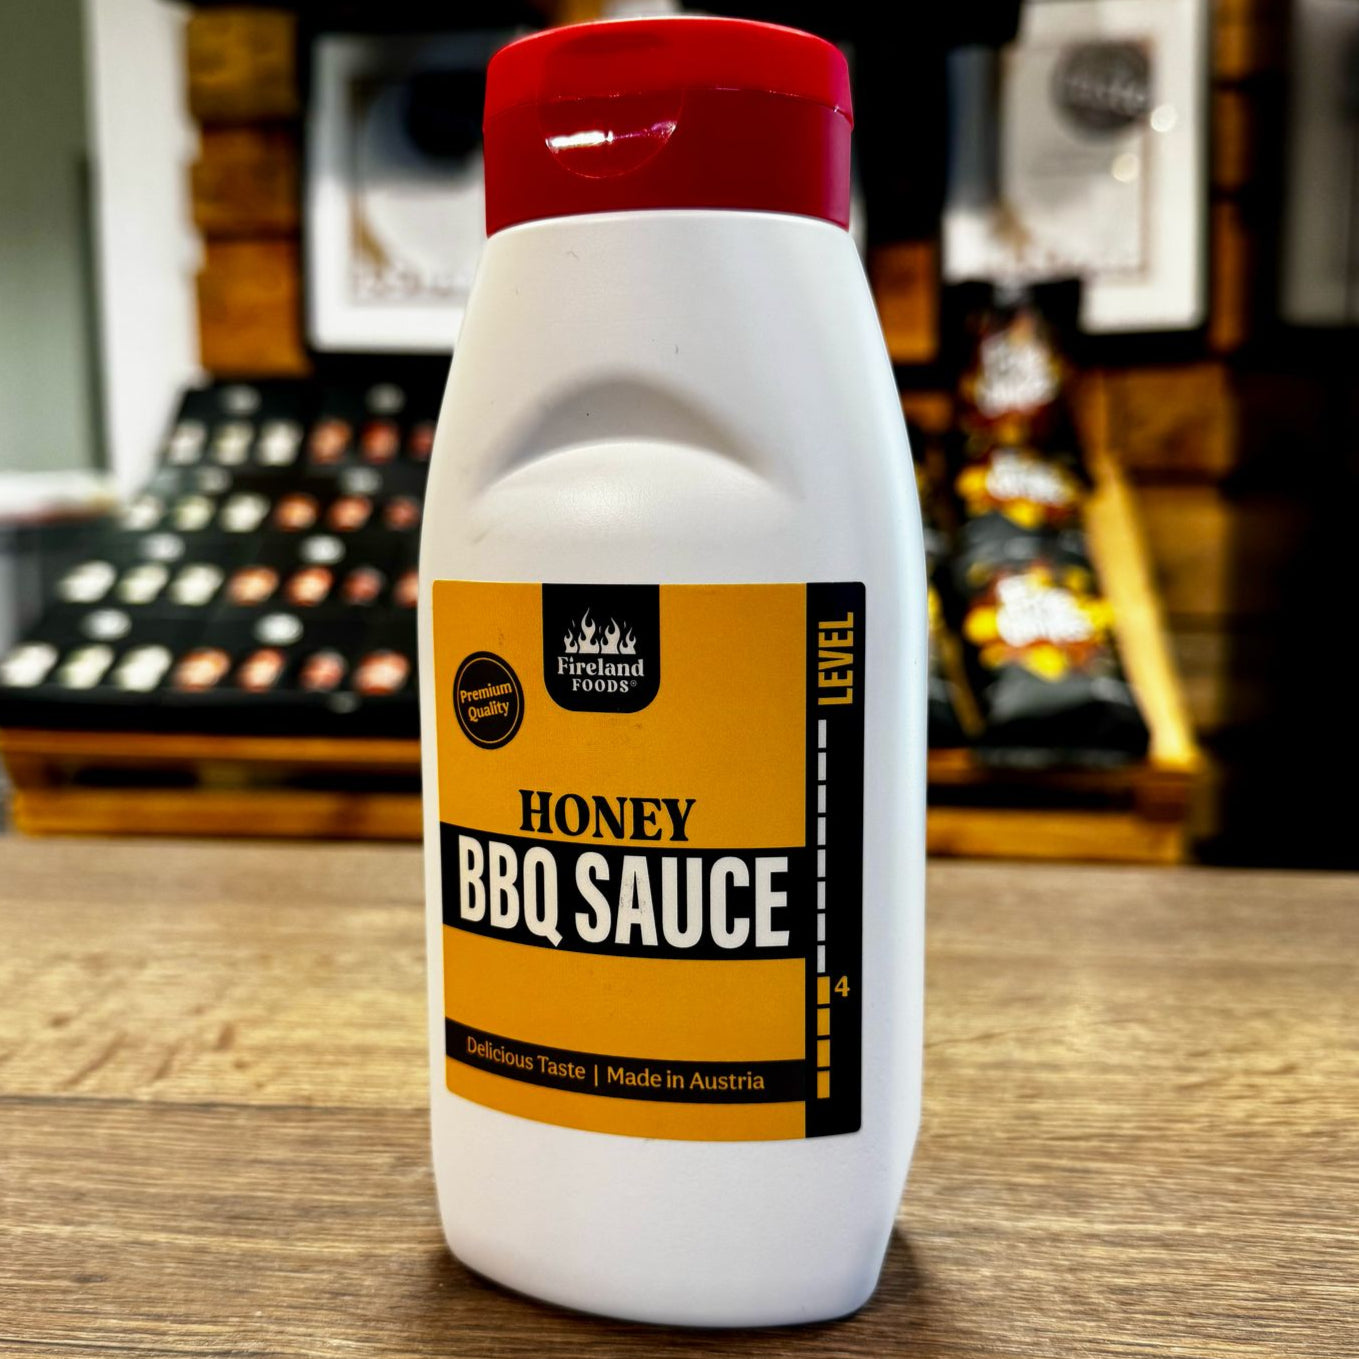 Fireland
FOODS®
Premium
Quality
LEVEL
HONEY
BBQ SAUCE
4
Delicious Taste | Made in Austria